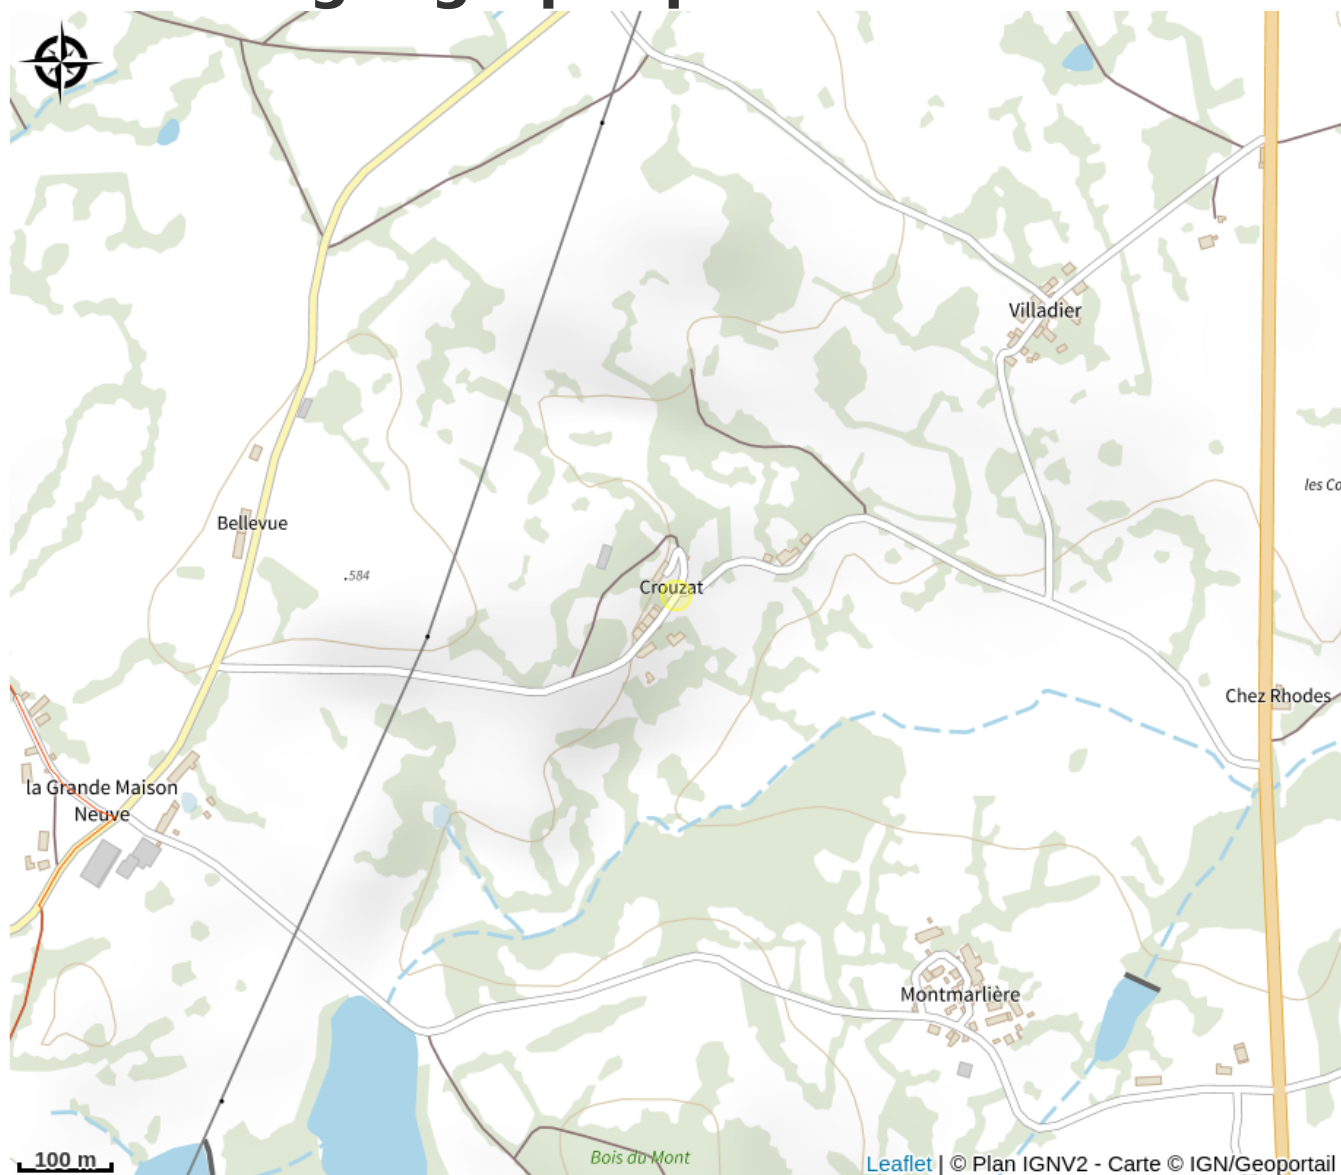 Villadier
les Co
Bellevue
.584
Crouzat
Chez Rhodes
la Grande Maison
Neuve
Montmarlière
Bois du Mont
100 m
Leaflet | © Plan IGNV2 - Carte © IGN/Geoportail